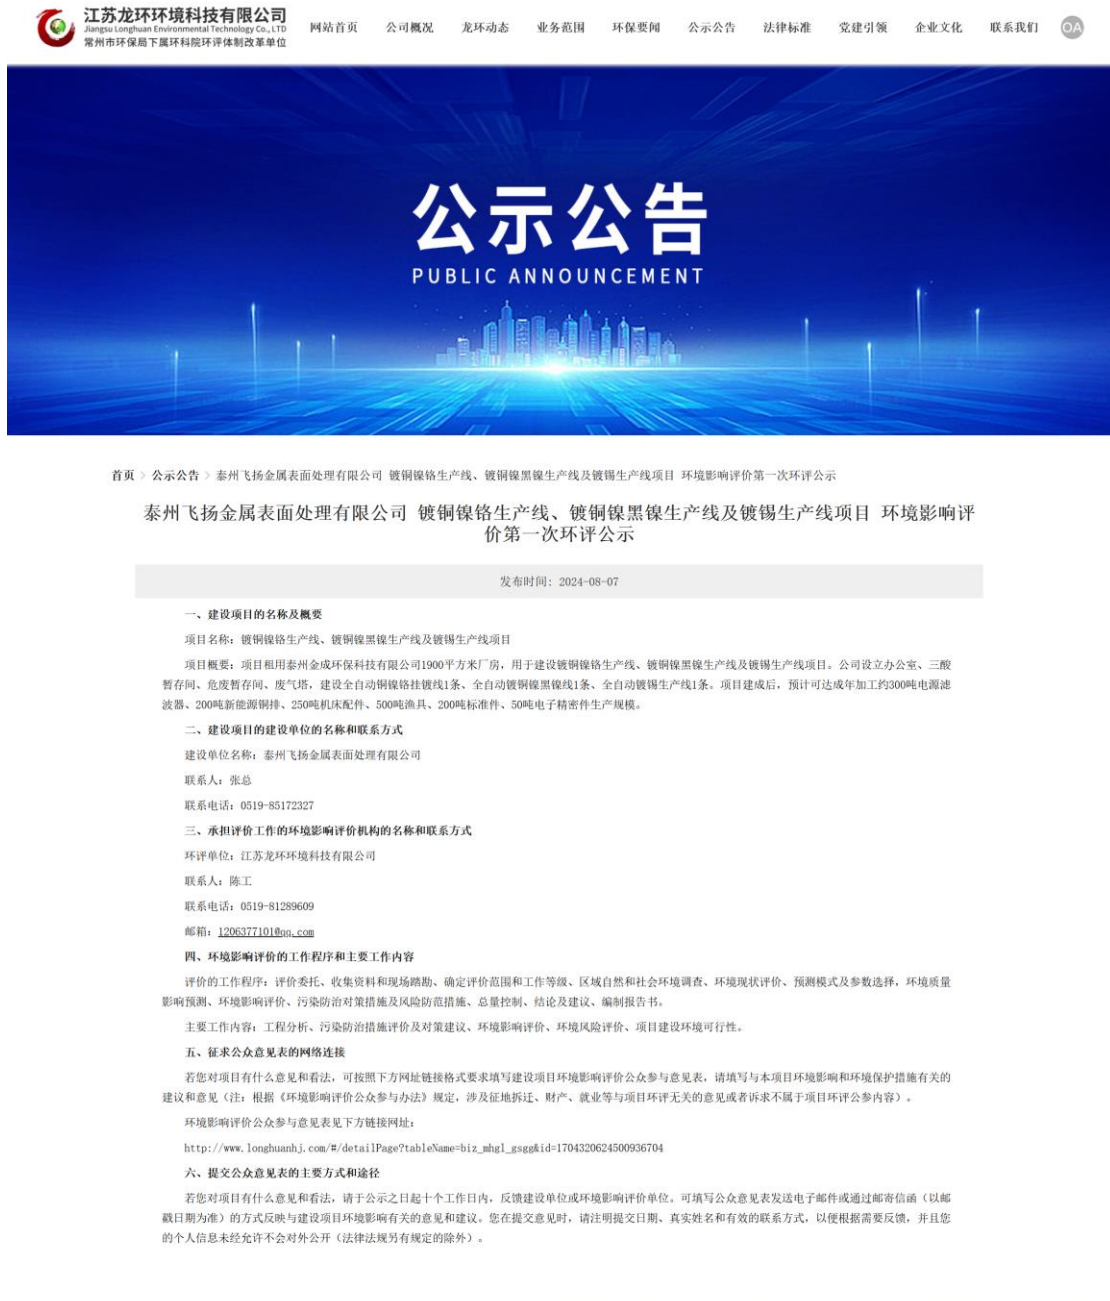 江苏龙环环境科技有限公司
Jiangsu Longhuan Environmental Technology Co., LTD
常州市环保局下属环科院环评体制改革单位
网站首页 公司概况 龙环动态 业务范围 环保要闻 公示公告 法律标准 党建引领 企业文化 联系我们 OA
公示公告
PUBLIC ANNOUNCEMENT
首页 > 公示公告 > 泰州飞扬金属表面处理有限公司 镀铜镍铬生产线、镀铜镍黑镍生产线及镀锡生产线项目 环境影响评价第一次环评公示
泰州飞扬金属表面处理有限公司 镀铜镍铬生产线、镀铜镍黑镍生产线及镀锡生产线项目 环境影响评
价第一次环评公示
发布时间: 2024-08-07
一、建设项目的名称及概要
项目名称：镀铜镍铬生产线、镀铜镍黑镍生产线及镀锡生产线项目
项目概要：项目租用泰州金成环保科技有限公司1900平方米厂房，用于建设镀铜镍铬生产线、镀铜镍黑镍生产线及镀锡生产线项目。公司设立办公室、三酸
暂存间、危废暂存间、废气塔，建设全自动铜镍铬挂镀线1条、全自动镀铜镍黑镍线1条、全自动镀锡生产线1条。项目建成后，预计可达成年加工约300吨电源滤
波器、200吨新能源铜排、250吨机床配件、500吨渔具、200吨标准件、50吨电子精密件生产规模。
二、建设项目的建设单位的名称和联系方式
建设单位名称：泰州飞扬金属表面处理有限公司
联系人：张总
联系电话：0519-85172327
三、承担评价工作的环境影响评价机构的名称和联系方式
环评单位：江苏龙环环境科技有限公司
联系人：陈工
联系电话：0519-81289609
邮箱：1206377101@qq.com
四、环境影响评价的工作程序和主要工作内容
评价的工作程序：评价委托、收集资料和现场踏勘、确定评价范围和工作等级、区域自然和社会环境调查、环境现状评价、预测模式及参数选择，环境质量
影响预测、环境影响评价、污染防治对策措施及风险防范措施、总量控制、结论及建议、编制报告书。
主要工作内容：工程分析、污染防治措施评价及对策建议、环境影响评价、环境风险评价、项目建设环境可行性。
五、征求公众意见表的网络连接
若您对项目有什么意见和看法，可按照下方网址链接格式要求填写建设项目环境影响评价公众参与意见表，请填写与本项目环境影响和环境保护措施有关的
建议和意见（注：根据《环境影响评价公众参与办法》规定，涉及征地拆迁、财产、就业等与项目环评无关的意见或者诉求不属于项目环评公参内容）。
环境影响评价公众参与意见表见下方链接网址：
http://www.longhuanhj.com/#/detailPage?tableName=biz_mhgl_gsgg&id=1704320624500936704
六、提交公众意见表的主要方式和途径
若您对项目有什么意见和看法，请于公示之日起十个工作日内，反馈建设单位或环境影响评价单位。可填写公众意见表发送电子邮件或通过邮寄信函（以邮
戳日期为准）的方式反映与建设项目环境影响有关的意见和建议。您在提交意见时，请注明提交日期、真实姓名和有效的联系方式，以便根据需要反馈，并且您
的个人信息未经允许不会对外公开（法律法规另有规定的除外）。